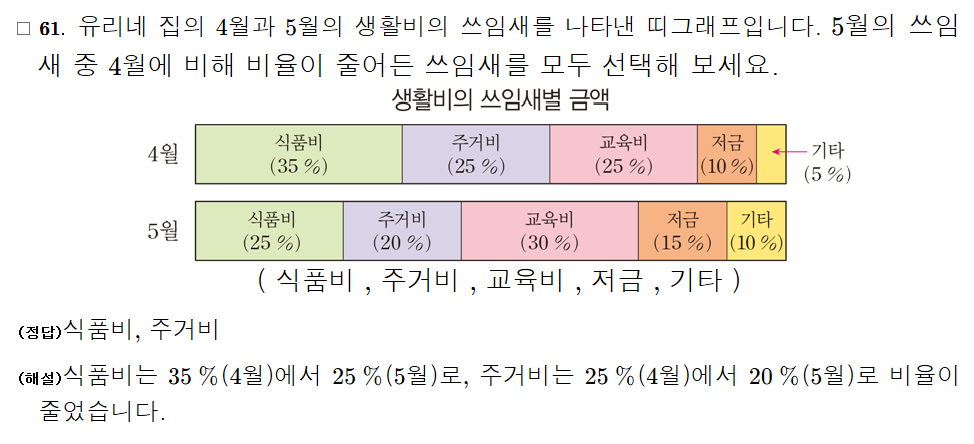 □ 61. 유리네 집의 4월과 5월의 생활비의 쓰임새를 나타낸 띠그래프입니다. 5월의 쓰임
새 중 4월에 비해 비율이 줄어든 쓰임새를 모두 선택해 보세요.
생활비의 쓰임새별 금액
4월 식품비 (35 %) 주거비 (25 %) 교육비 (25 %) 저금 (10 %) 기타 (5 %)
5월 식품비 (25 %) 주거비 (20 %) 교육비 (30 %) 저금 (15 %) 기타 (10 %)
( 식품비 , 주거비 , 교육비 , 저금 , 기타 )
(정답)식품비, 주거비
(해설)식품비는 35 %(4월)에서 25 %(5월)로, 주거비는 25 %(4월)에서 20 %(5월)로 비율이
줄었습니다.